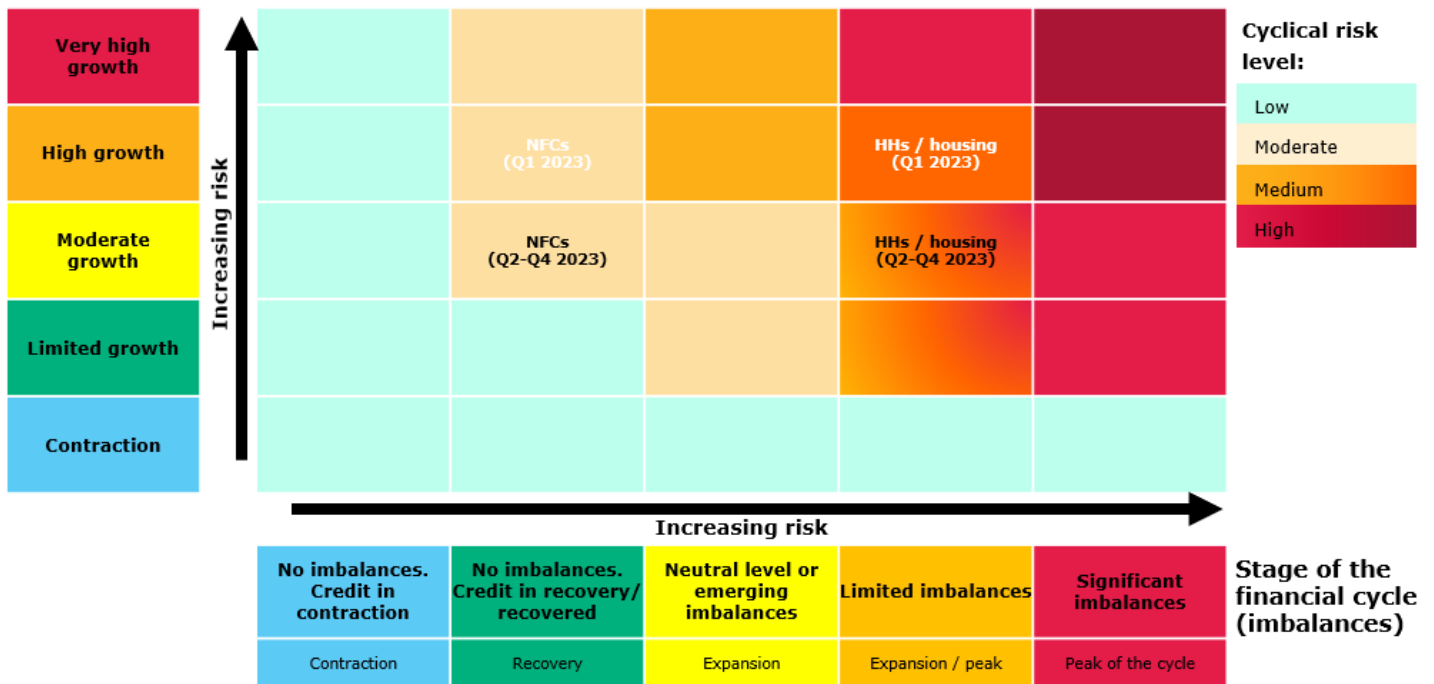 Very high
growth
High growth
Moderate
growth
Limited growth
Contraction
Increasing risk
NFCs
(Q1 2023)
HHs / housing
(Q1 2023)
NFCs
(Q2-Q4 2023)
HHs / housing
(Q2-Q4 2023)
Cyclical risk
level:
Low
Moderate
Medium
High
Increasing risk
No imbalances.
Credit in
contraction
No imbalances.
Credit in recovery/
recovered
Neutral level or
emerging
imbalances
Limited imbalances
Significant
imbalances
Stage of the
financial cycle
(imbalances)
Contraction
Recovery
Expansion
Expansion / peak
Peak of the cycle